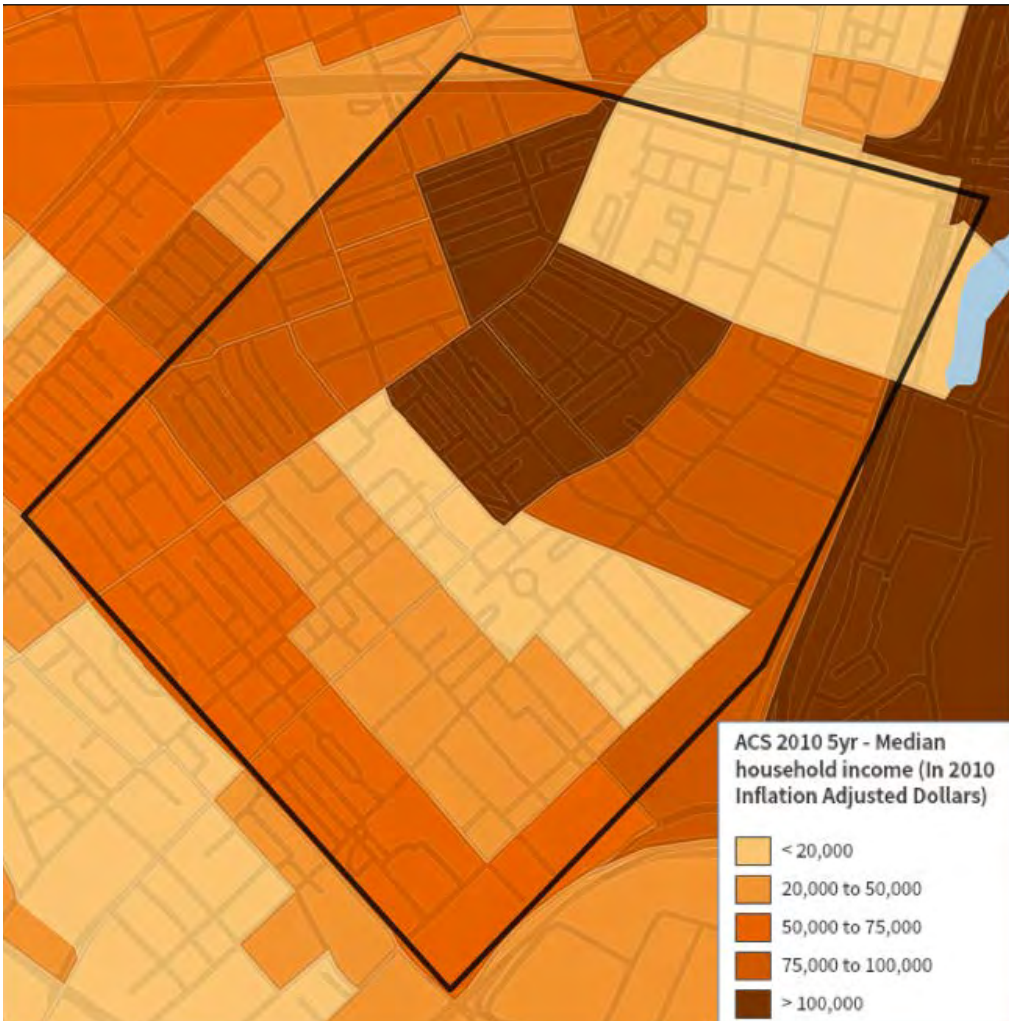 ACS 2010 5yr - Median
household income (In 2010
Inflation Adjusted Dollars)
< 20,000
20,000 to 50,000
50,000 to 75,000
75,000 to 100,000
> 100,000